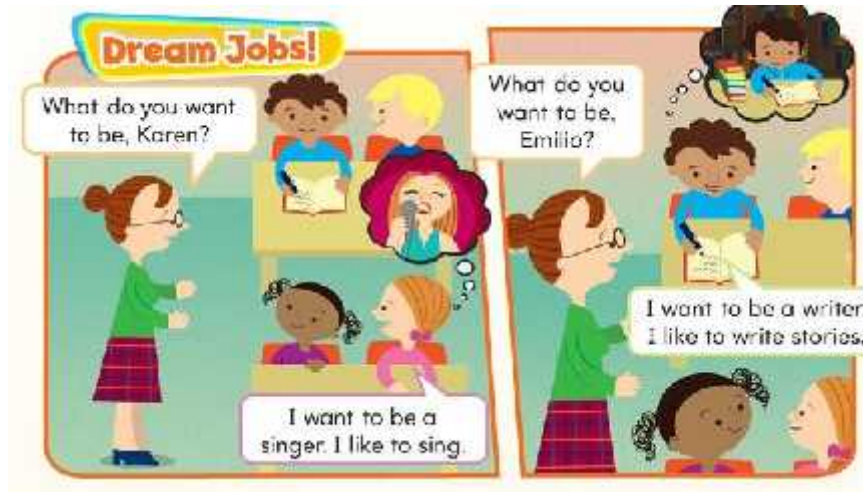 Dream Jobs!
What do you want
to be, Karen?
I want to be a
singer. I like to sing.
What do you
want to be,
Emilio?
I want to be a writer
I like to write stories.